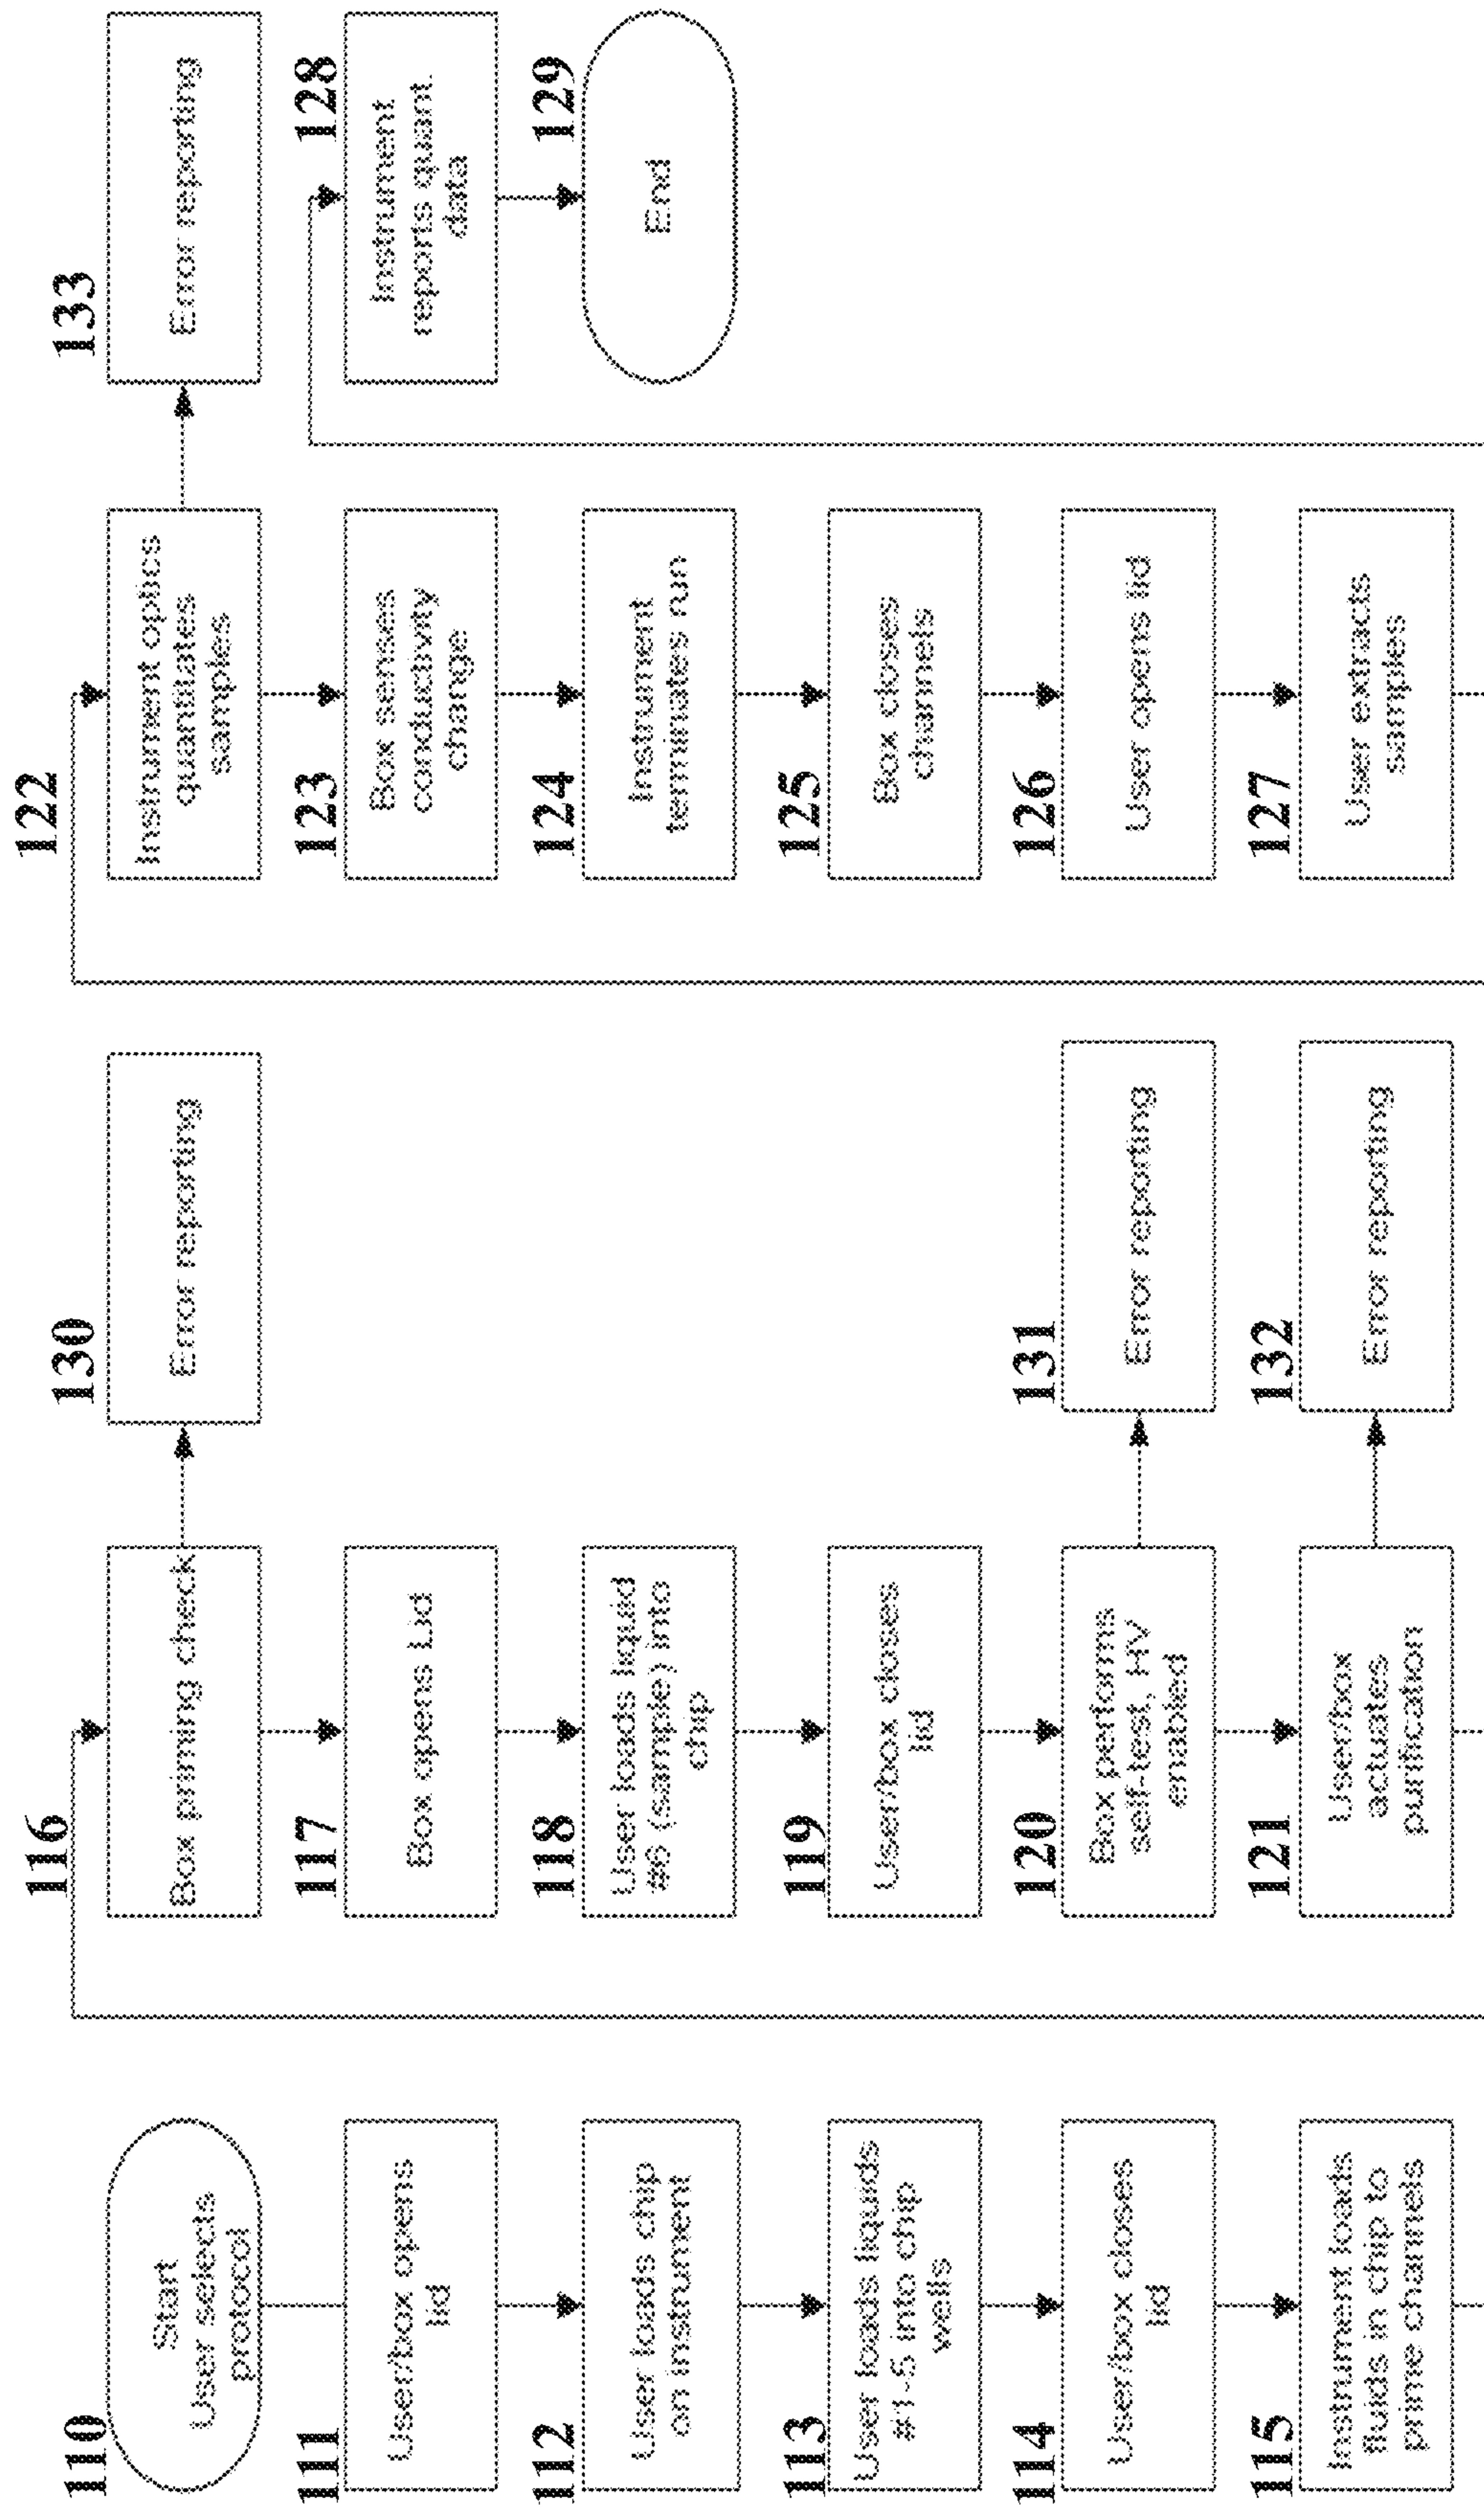 110
Start
User selects
protocol
111
User/box opens
lid
112
User loads chip
on instrument
113
User loads liquids
#1-5 into chip
wells
114
User/box closes
lid
115
Instrument loads
fluids in chip to
prime channels
116
Box priming check
130
Error reporting
117
Box opens Lid
118
User loads liquid
#6 (sample) into
chip
119
User/box closes
lid
120
Box performs
self-test, HV
enabled
131
Error reporting
121
User/box
actuates
purification
132
Error reporting
122
Instrument optics
quantitates
samples
133
Error reporting
123
Box senses
conductivity
change
124
Instrument
terminates run
125
Box closes
channels
126
User opens lid
127
User extracts
samples
128
Instrument
reports quant.
data
129
End